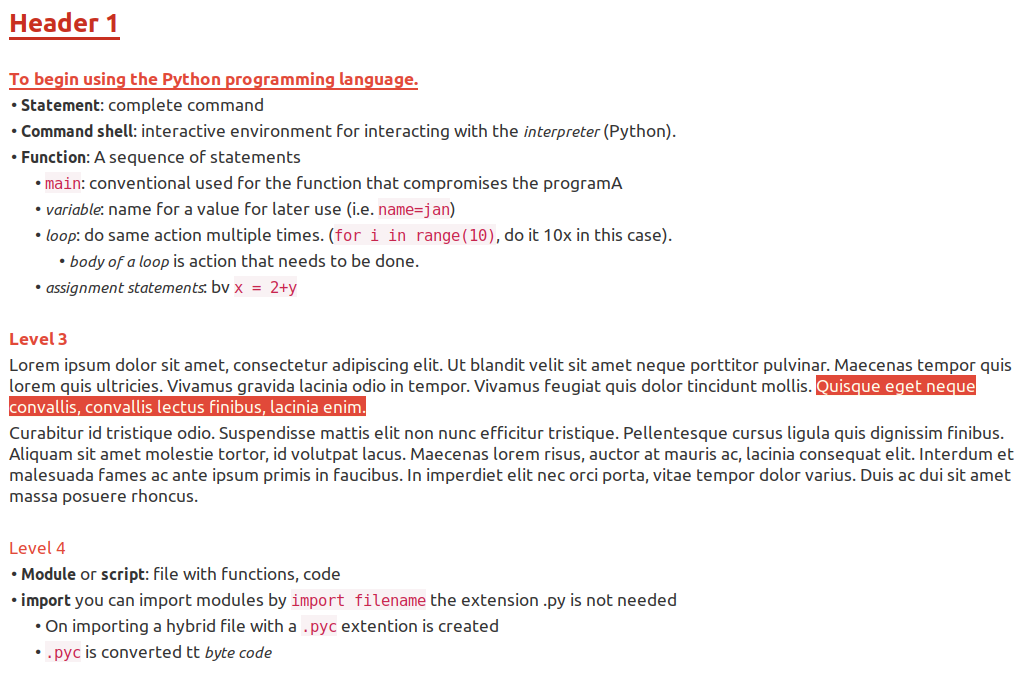 Header 1
To begin using the Python programming language.
• Statement: complete command
• Command shell: interactive environment for interacting with the interpreter (Python).
• Function: A sequence of statements
• main: conventional used for the function that compromises the programA
• variable: name for a value for later use (i.e. name=jan)
• loop: do same action multiple times. (for i in range(10), do it 10x in this case).
• body of a loop is action that needs to be done.
• assignment statements: bv x = 2+y
Level 3
Lorem ipsum dolor sit amet, consectetur adipiscing elit. Ut blandit velit sit amet neque porttitor pulvinar. Maecenas tempor quis
lorem quis ultricies. Vivamus gravida lacinia odio in tempor. Vivamus feugiat quis dolor tincidunt mollis. Quisque eget neque
convallis, convallis lectus finibus, lacinia enim.
Curabitur id tristique odio. Suspendisse mattis elit non nunc efficitur tristique. Pellentesque cursus ligula quis dignissim finibus.
Aliquam sit amet molestie tortor, id volutpat lacus. Maecenas lorem risus, auctor at mauris ac, lacinia consequat elit. Interdum et
malesuada fames ac ante ipsum primis in faucibus. In imperdiet elit nec orci porta, vitae tempor dolor varius. Duis ac dui sit amet
massa posuere rhoncus.
Level 4
• Module or script: file with functions, code
• import you can import modules by import filename the extension .py is not needed
• On importing a hybrid file with a .pyc extention is created
• .pyc is converted tt byte code